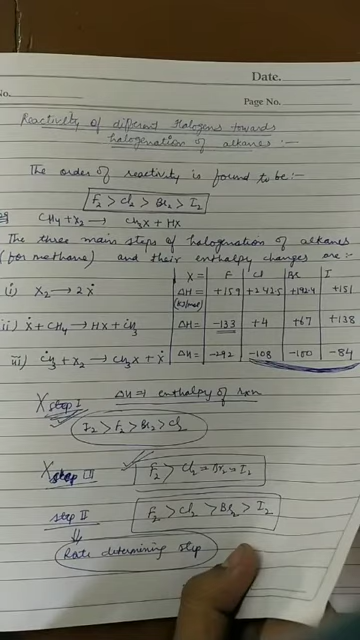 Date.
No.
Page No.
Reactivity of different Halogens towards
halogenation of alkanes :-
The order of reactivity is found to be:-
F₂ > Cl₂ > Br₂ > I₂
CH₄ + X₂ → CH₃X + HX
The three main steps of halogenation of alkanes
(for methane) and their enthalpy changes are :-
X = F Cl Br I
(i) X₂ → 2Ẋ ΔH = +159 +242.5 +192.4 +151
(KJ/mol)
ii) Ẋ + CH₄ → HX + ĊH₃ ΔH = -133 +4 +67 +138
iii) ĊH₃ + X₂ → CH₃X + Ẋ ΔH = -292 -108 -100 -84
X step I ΔH ⇒ enthalpy of rxn
I₂ > F₂ > Br₂ > Cl₂
X step III F₂ > Cl₂ = Br₂ = I₂
step II F₂ > Cl₂ > Br₂ > I₂
⇓
Rate determining step